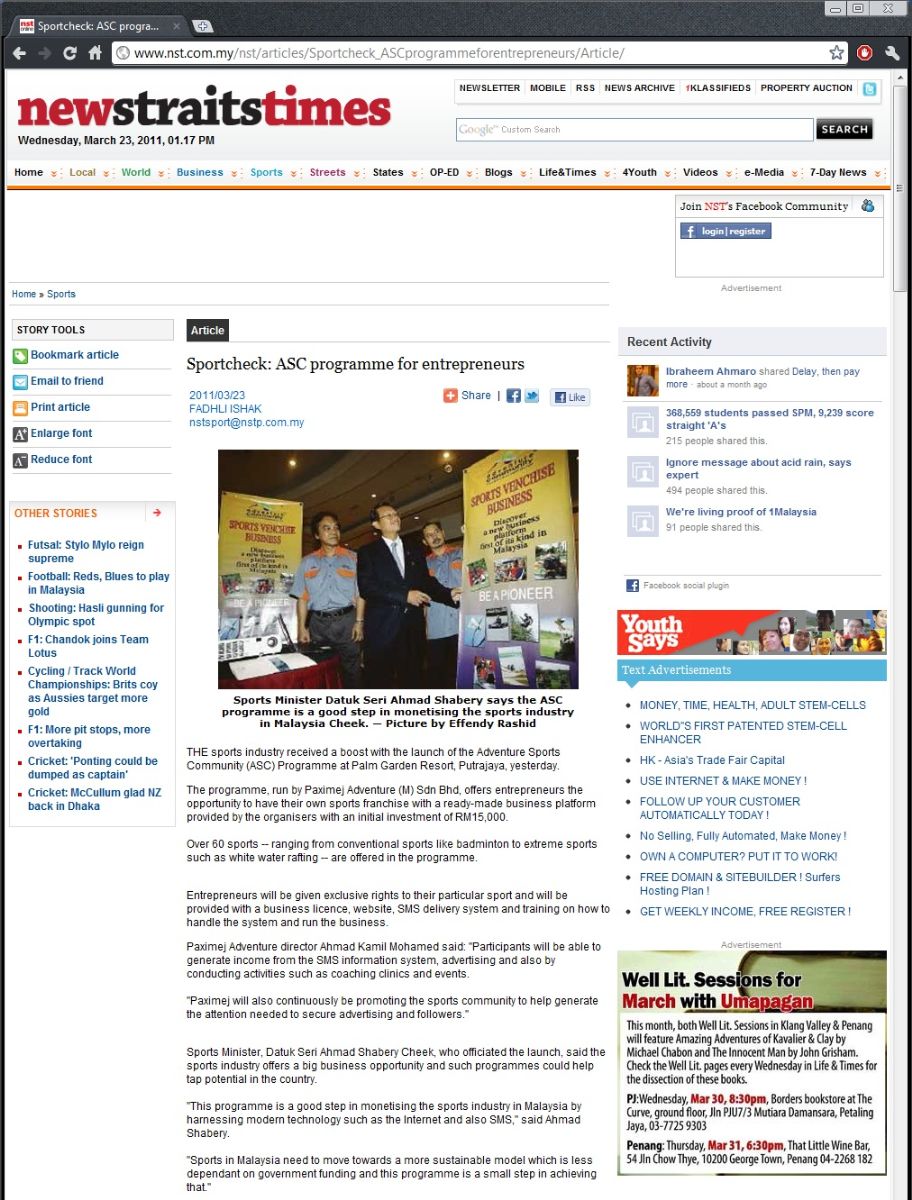 Sportcheck: ASC progra...
www.nst.com.my/nst/articles/Sportcheck_ASCprogrammeforentrepreneurs/Article/
newstraitstimes
Wednesday, March 23, 2011, 01.17 PM
NEWSLETTER MOBILE RSS NEWS ARCHIVE 1KLASSIFIEDS PROPERTY AUCTION
Google Custom Search SEARCH
Home Local World Business Sports Streets States OP-ED Blogs Life&Times 4Youth Videos e-Media 7-Day News
Join NST's Facebook Community
login | register
Advertisement
Home » Sports
STORY TOOLS
Bookmark article
Email to friend
Print article
Enlarge font
Reduce font
OTHER STORIES
Futsal: Stylo Mylo reign
supreme
Football: Reds, Blues to play
in Malaysia
Shooting: Hasli gunning for
Olympic spot
F1: Chandok joins Team
Lotus
Cycling / Track World
Championships: Brits coy
as Aussies target more
gold
F1: More pit stops, more
overtaking
Cricket: 'Ponting could be
dumped as captain'
Cricket: McCullum glad NZ
back in Dhaka
Article
Sportcheck: ASC programme for entrepreneurs
2011/03/23
FADHLI ISHAK
nstsport@nstp.com.my
Share | Like
SPORTS VENCHISE
BUSINESS
Discover
a new business
platform
first of its kind in
Malaysia
BE A PIONEER
SPORTS VENCHISE
BUSINESS
Discover
a new business
platform
first of its kind in
Malaysia
BE A PIONEER
Sports Minister Datuk Seri Ahmad Shabery says the ASC
programme is a good step in monetising the sports industry
in Malaysia Cheek. — Picture by Effendy Rashid
THE sports industry received a boost with the launch of the Adventure Sports
Community (ASC) Programme at Palm Garden Resort, Putrajaya, yesterday.
The programme, run by Paximej Adventure (M) Sdn Bhd, offers entrepreneurs the
opportunity to have their own sports franchise with a ready-made business platform
provided by the organisers with an initial investment of RM15,000.
Over 60 sports -- ranging from conventional sports like badminton to extreme sports
such as white water rafting -- are offered in the programme.
Entrepreneurs will be given exclusive rights to their particular sport and will be
provided with a business licence, website, SMS delivery system and training on how to
handle the system and run the business.
Paximej Adventure director Ahmad Kamil Mohamed said: "Participants will be able to
generate income from the SMS information system, advertising and also by
conducting activities such as coaching clinics and events.
"Paximej will also continuously be promoting the sports community to help generate
the attention needed to secure advertising and followers."
Sports Minister, Datuk Seri Ahmad Shabery Cheek, who officiated the launch, said the
sports industry offers a big business opportunity and such programmes could help
tap potential in the country.
"This programme is a good step in monetising the sports industry in Malaysia by
harnessing modern technology such as the Internet and also SMS," said Ahmad
Shabery.
"Sports in Malaysia need to move towards a more sustainable model which is less
dependant on government funding and this programme is a small step in achieving
that."
Recent Activity
Ibraheem Ahmaro shared Delay, then pay
more · about a month ago
368,559 students passed SPM, 9,239 score
straight 'A's
215 people shared this.
Ignore message about acid rain, says
expert
494 people shared this.
We're living proof of 1Malaysia
91 people shared this.
Facebook social plugin
Youth
Says
Text Advertisements
MONEY, TIME, HEALTH, ADULT STEM-CELLS
WORLD"S FIRST PATENTED STEM-CELL
ENHANCER
HK - Asia's Trade Fair Capital
USE INTERNET & MAKE MONEY !
FOLLOW UP YOUR CUSTOMER
AUTOMATICALLY TODAY !
No Selling, Fully Automated, Make Money !
OWN A COMPUTER? PUT IT TO WORK!
FREE DOMAIN & SITEBUILDER ! Surfers
Hosting Plan !
GET WEEKLY INCOME, FREE REGISTER !
Advertisement
Well Lit. Sessions for
March with Umapagan
This month, both Well Lit. Sessions in Klang Valley & Penang
will feature Amazing Adventures of Kavalier & Clay by
Michael Chabon and The Innocent Man by John Grisham.
Check the Well Lit. pages every Wednesday in Life & Times for
the dissection of these books.
PJ: Wednesday, Mar 30, 8:30pm, Borders bookstore at The
Curve, ground floor, Jln PJU7/3 Mutiara Damansara, Petaling
Jaya, 03-7725 9303
Penang: Thursday, Mar 31, 6:30pm, That Little Wine Bar,
54 Jln Chow Thye, 10200 George Town, Penang 04-2268 182